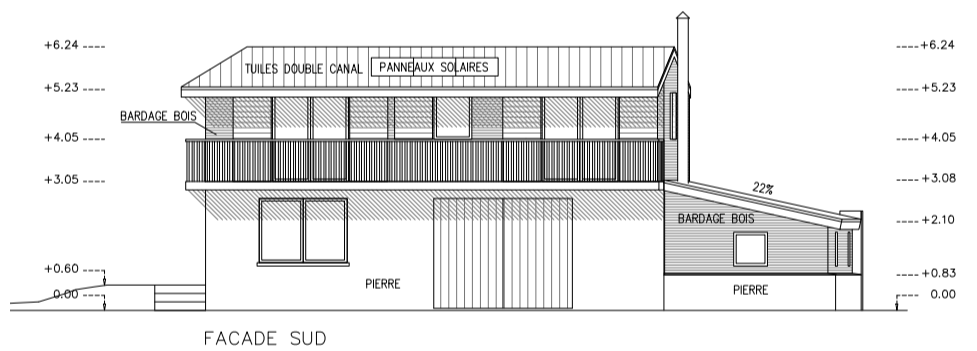 +6.24
+6.24
TUILES DOUBLE CANAL
PANNEAUX SOLAIRES
+5.23
+5.23
BARDAGE BOIS
+4.05
+4.05
+3.05
+3.08
22%
+2.10
BARDAGE BOIS
+0.60
+0.83
PIERRE
PIERRE
0.00
0.00
FACADE SUD